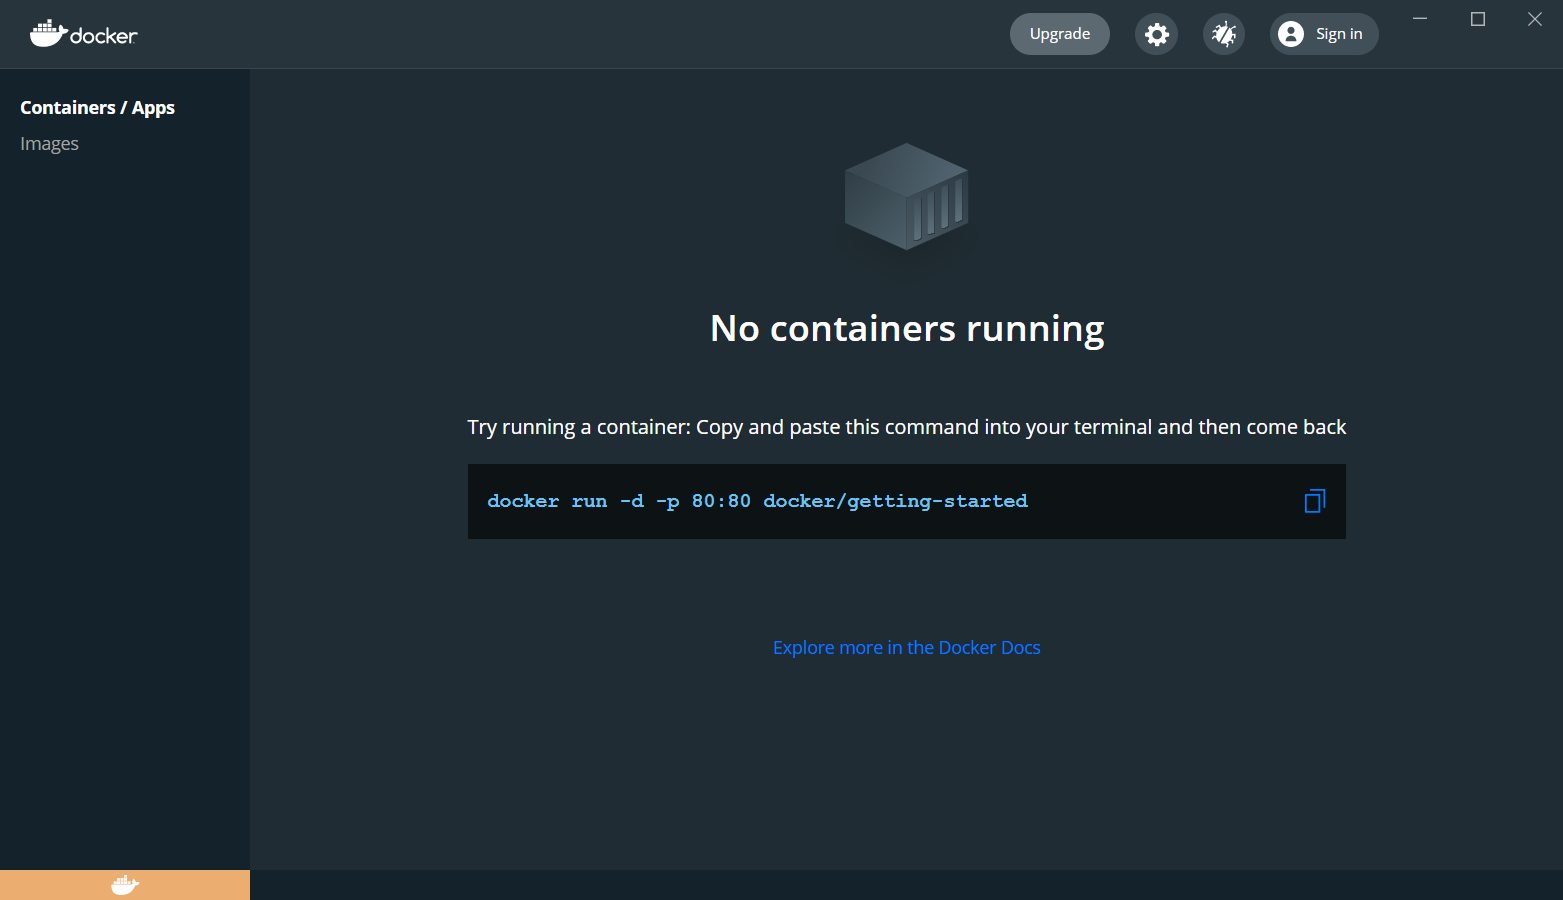 docker
Upgrade
Sign in
Containers / Apps
Images
No containers running
Try running a container: Copy and paste this command into your terminal and then come back
docker run -d -p 80:80 docker/getting-started
Explore more in the Docker Docs